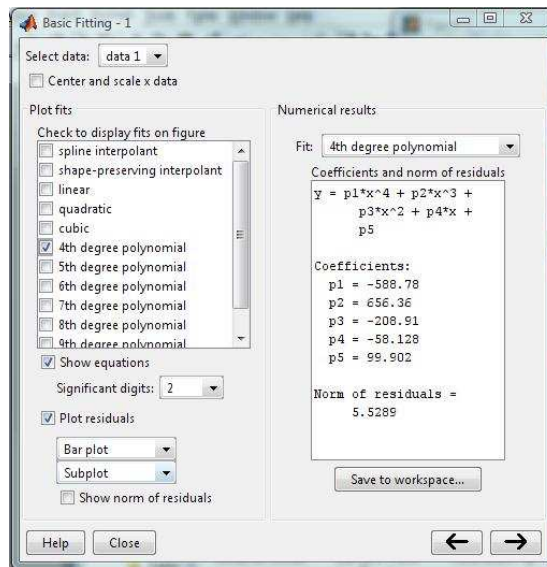 Basic Fitting - 1
Select data: data 1
Center and scale x data
Plot fits
Check to display fits on figure
spline interpolant
shape-preserving interpolant
linear
quadratic
cubic
4th degree polynomial
5th degree polynomial
6th degree polynomial
7th degree polynomial
8th degree polynomial
9th degree polynomial
Show equations
Significant digits: 2
Plot residuals
Bar plot
Subplot
Show norm of residuals
Numerical results
Fit: 4th degree polynomial
Coefficients and norm of residuals
y = p1*x^4 + p2*x^3 +
p3*x^2 + p4*x +
p5
Coefficients:
p1 = -588.78
p2 = 656.36
p3 = -208.91
p4 = -58.128
p5 = 99.902
Norm of residuals =
5.5289
Save to workspace...
Help
Close